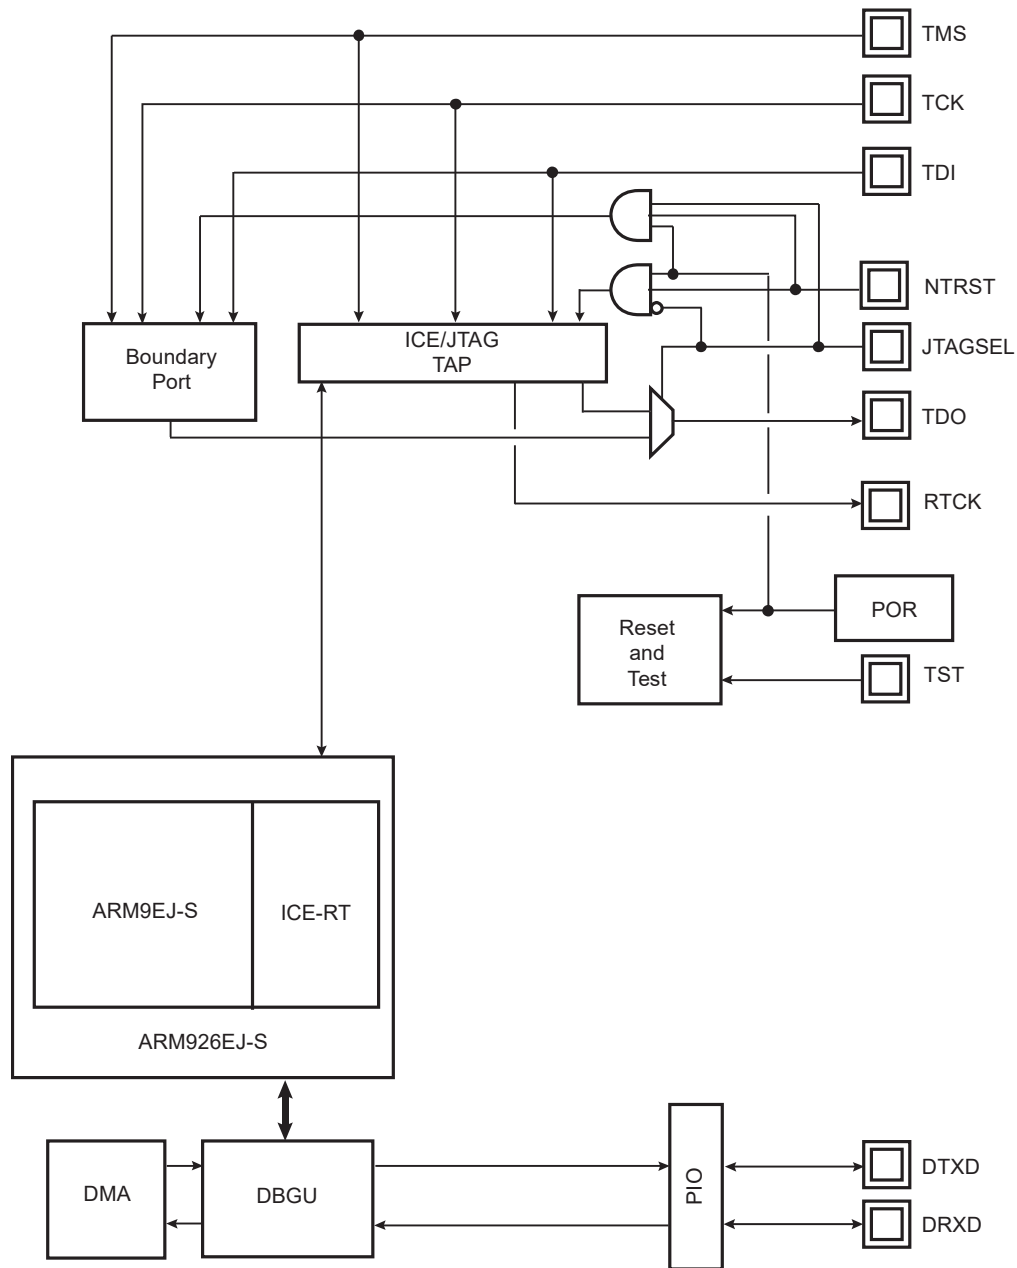 TMS
TCK
TDI
NTRST
JTAGSEL
TDO
RTCK
Boundary
Port
ICE/JTAG
TAP
POR
Reset
and
Test
TST
ARM9EJ-S
ICE-RT
ARM926EJ-S
DMA
DBGU
PIO
DTXD
DRXD